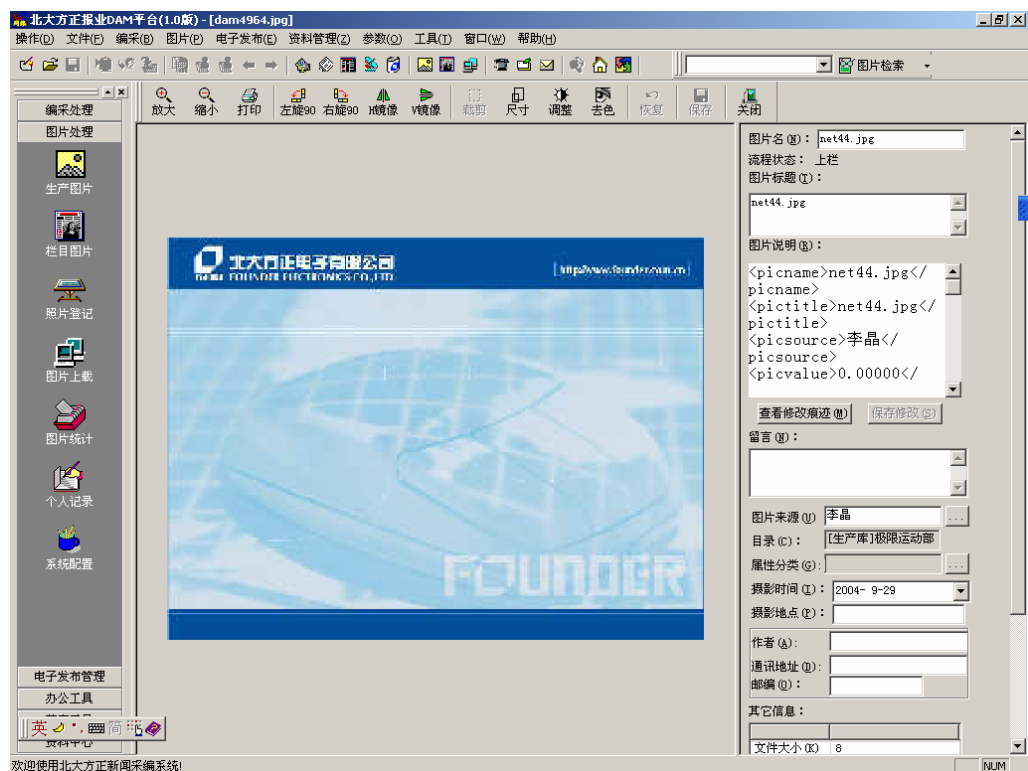 北大方正报业DAM平台(1.0版) - [dam4964.jpg]
操作(D) 文件(F) 编采(B) 图片(P) 电子发布(E) 资料管理(Z) 参数(O) 工具(T) 窗口(W) 帮助(H)
图片检索
放大 缩小 打印 左旋90 右旋90 H镜像 V镜像 裁剪 尺寸 调整 去色 恢复 保存 关闭
编采处理
图片处理
生产图片
栏目图片
照片登记
图片上载
图片统计
个人记录
系统配置
电子发布管理
办公工具
资料中心
英 简
北大方正电子有限公司
FOUNDER ELECTRONICS CO., LTD.
http://www.founder.com.cn
FOUNDER
图片名(N): net44.jpg
流程状态: 上栏
图片标题(T):
net44.jpg
图片说明(R):
<picname>net44.jpg</
picname>
<pictitle>net44.jpg</
pictitle>
<picsource>李晶</
picsource>
<picvalue>0.00000</
查看修改痕迹(M) 保存修改(S)
留言(N):
图片来源(U) 李晶 ...
目录(C): [生产库]极限运动部
属性分类(G): ...
摄影时间(I): 2004- 9-29
摄影地点(P):
作者(A):
通讯地址(D):
邮编(Q):
其它信息:
文件大小(K) 8
欢迎使用北大方正新闻采编系统!
NUM